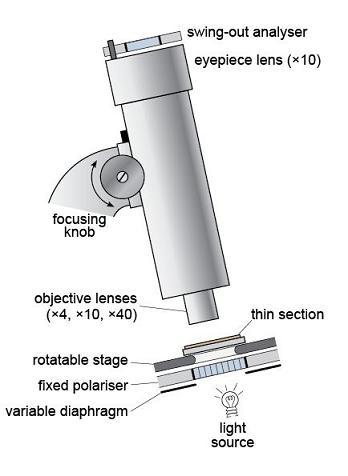 swing-out analyser
eyepiece lens (×10)
focusing
knob
objective lenses
(×4, ×10, ×40)
thin section
rotatable stage
fixed polariser
variable diaphragm
light
source